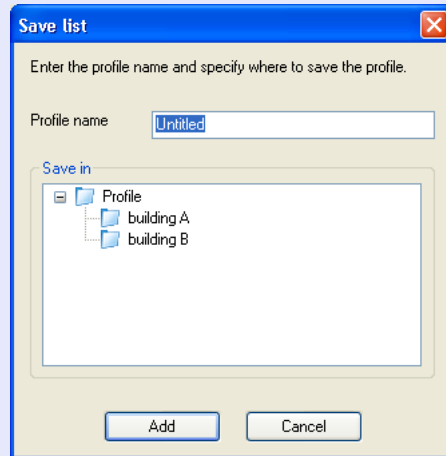 Save list
Enter the profile name and specify where to save the profile.
Profile name Untitled
Save in
Profile
building A
building B
Add Cancel